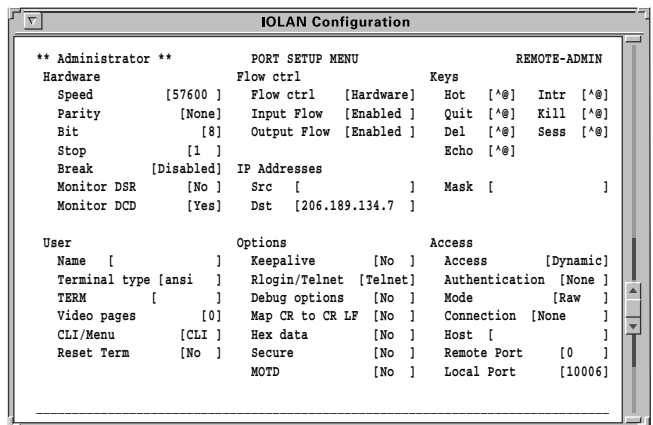 IOLAN Configuration
** Administrator ** PORT SETUP MENU REMOTE-ADMIN
Hardware Flow ctrl Keys
Speed [57600 ] Flow ctrl [Hardware] Hot [^@] Intr [^@]
Parity [None] Input Flow [Enabled ] Quit [^@] Kill [^@]
Bit [8] Output Flow [Enabled ] Del [^@] Sess [^@]
Stop [1 ] Echo [^@]
Break [Disabled] IP Addresses
Monitor DSR [No ] Src [ ] Mask [ ]
Monitor DCD [Yes] Dst [206.189.134.7 ]
User Options Access
Name [ ] Keepalive [No ] Access [Dynamic]
Terminal type [ansi ] Rlogin/Telnet [Telnet] Authentication [None ]
TERM [ ] Debug options [No ] Mode [Raw ]
Video pages [0] Map CR to CR LF [No ] Connection [None ]
CLI/Menu [CLI ] Hex data [No ] Host [ ]
Reset Term [No ] Secure [No ] Remote Port [0 ]
MOTD [No ] Local Port [10006]